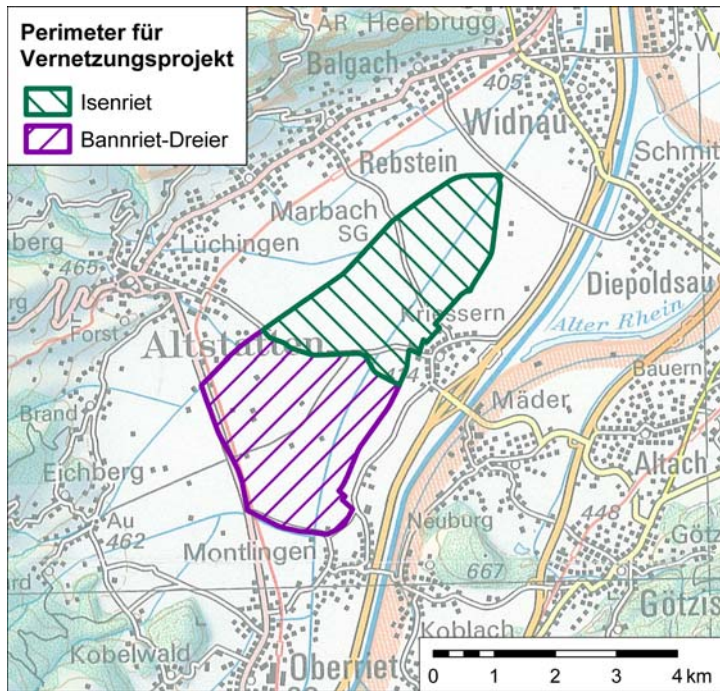 Perimeter für
Vernetzungsprojekt
Isenriet
Bannriet-Dreier
AR
Heerbrugg
Balgach
405
Widnau
Rebstein
Schmit
Marbach
SG
Lüchingen
berg
465
Diepoldsau
Kriessern
Alter Rhein
Forst
Altstätten
Bauern
Brand
Mäder
Altach
Eichberg
448
Au
462
Neuburg
Götz
Montlingen
667
Götzis
Koblach
Kobelwald
Oberriet
0 1 2 3 4 km